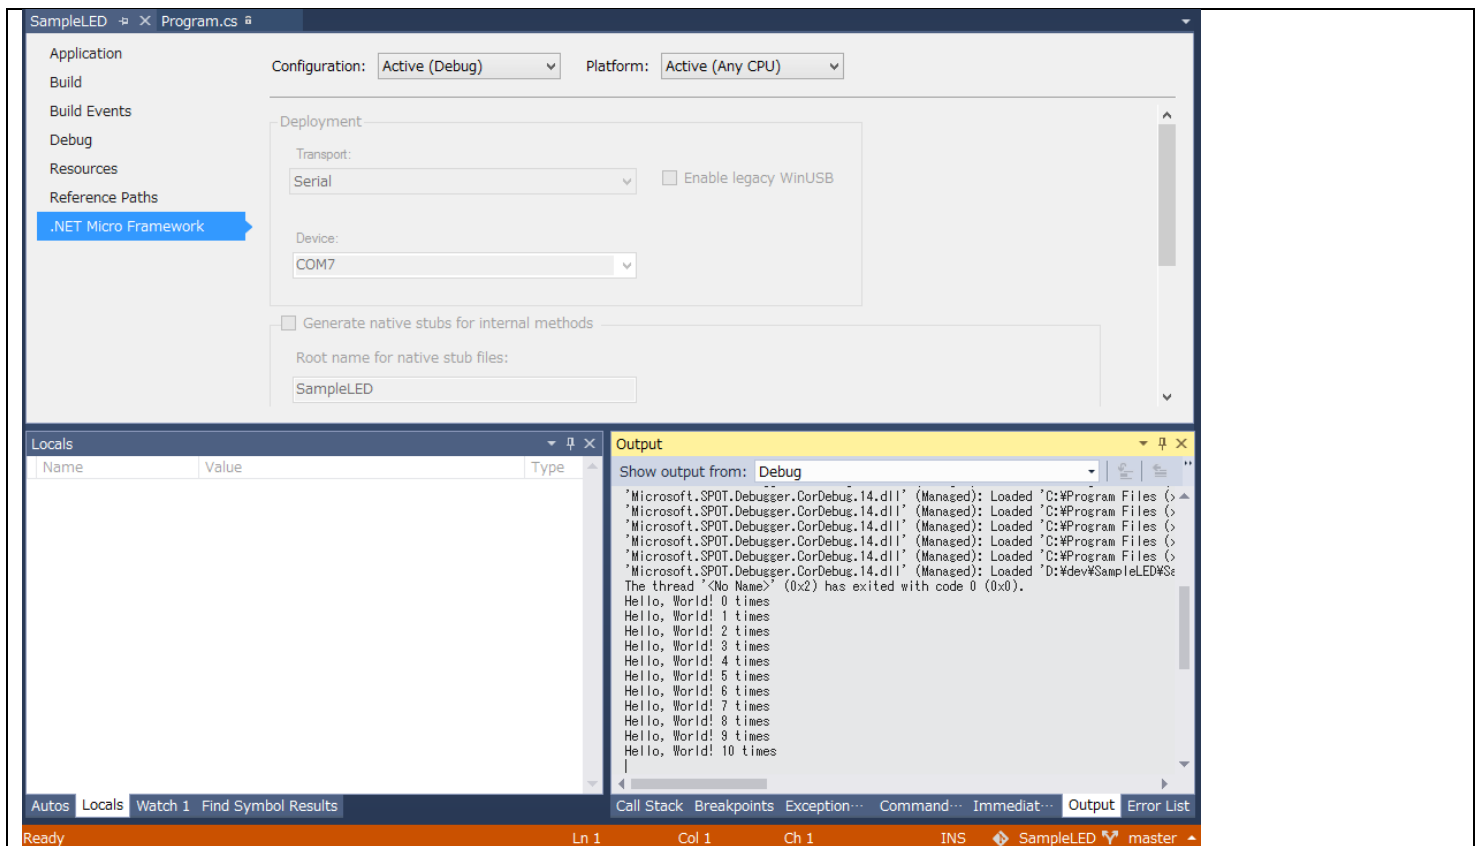 SampleLED Program.cs
Application
Build
Build Events
Debug
Resources
Reference Paths
.NET Micro Framework
Configuration: Active (Debug) Platform: Active (Any CPU)
Deployment
Transport:
Serial Enable legacy WinUSB
Device:
COM7
Generate native stubs for internal methods
Root name for native stub files:
SampleLED
Locals
Name Value Type
Autos Locals Watch 1 Find Symbol Results
Output
Show output from: Debug
'Microsoft.SPOT.Debugger.CorDebug.14.dll' (Managed): Loaded 'C:¥Program Files (
'Microsoft.SPOT.Debugger.CorDebug.14.dll' (Managed): Loaded 'C:¥Program Files (
'Microsoft.SPOT.Debugger.CorDebug.14.dll' (Managed): Loaded 'C:¥Program Files (
'Microsoft.SPOT.Debugger.CorDebug.14.dll' (Managed): Loaded 'C:¥Program Files (
'Microsoft.SPOT.Debugger.CorDebug.14.dll' (Managed): Loaded 'C:¥Program Files (
'Microsoft.SPOT.Debugger.CorDebug.14.dll' (Managed): Loaded 'D:¥dev¥SampleLED¥Sa
The thread '<No Name>' (0x2) has exited with code 0 (0x0).
Hello, World! 0 times
Hello, World! 1 times
Hello, World! 2 times
Hello, World! 3 times
Hello, World! 4 times
Hello, World! 5 times
Hello, World! 6 times
Hello, World! 7 times
Hello, World! 8 times
Hello, World! 9 times
Hello, World! 10 times
Call Stack Breakpoints Exception... Command... Immediat... Output Error List
Ready Ln 1 Col 1 Ch 1 INS SampleLED master